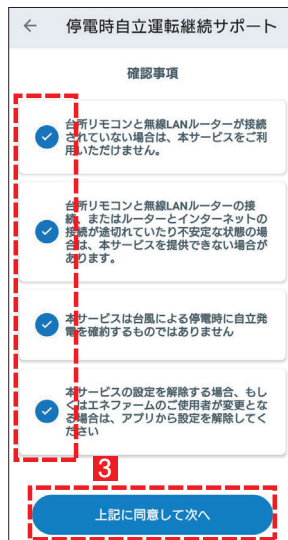 ← 停電時自立運転継続サポート
確認事項
台所リモコンと無線LANルーターが接続
されていない場合は、本サービスをご利
用いただけません。
台所リモコンと無線LANルーターの接
続、またはルーターとインターネットの
接続が途切れていたり不安定な状態の場
合は、本サービスを提供できない場合が
あります。
本サービスは台風による停電時に自立発
電を確約するものではありません
本サービスの設定を解除する場合、もし
くはエネファームのご使用者が変更とな
る場合は、アプリから設定を解除してく
ださい
3
上記に同意して次へ